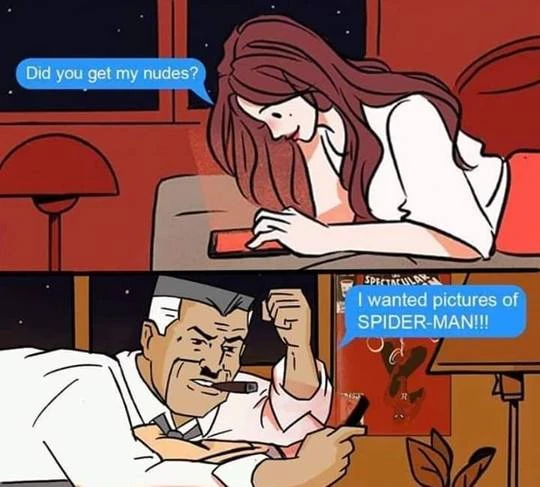 Did you get my nudes?
SPECTACULAR
I wanted pictures of
SPIDER-MAN!!!